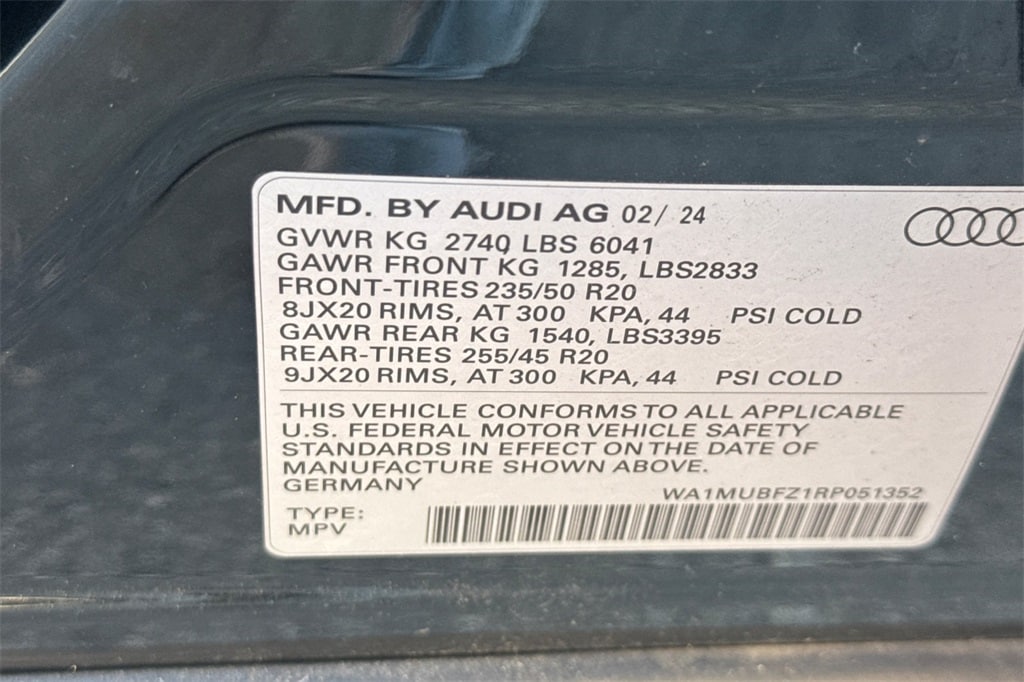 MFD. BY AUDI AG 02/ 24
GVWR KG 2740 LBS 6041
GAWR FRONT KG 1285, LBS2833
FRONT-TIRES 235/50 R20
8JX20 RIMS, AT 300 KPA, 44 PSI COLD
GAWR REAR KG 1540, LBS3395
REAR-TIRES 255/45 R20
9JX20 RIMS, AT 300 KPA, 44 PSI COLD
THIS VEHICLE CONFORMS TO ALL APPLICABLE
U.S. FEDERAL MOTOR VEHICLE SAFETY
STANDARDS IN EFFECT ON THE DATE OF
MANUFACTURE SHOWN ABOVE.
GERMANY
WA1MUBFZ1RP051352
TYPE:
MPV